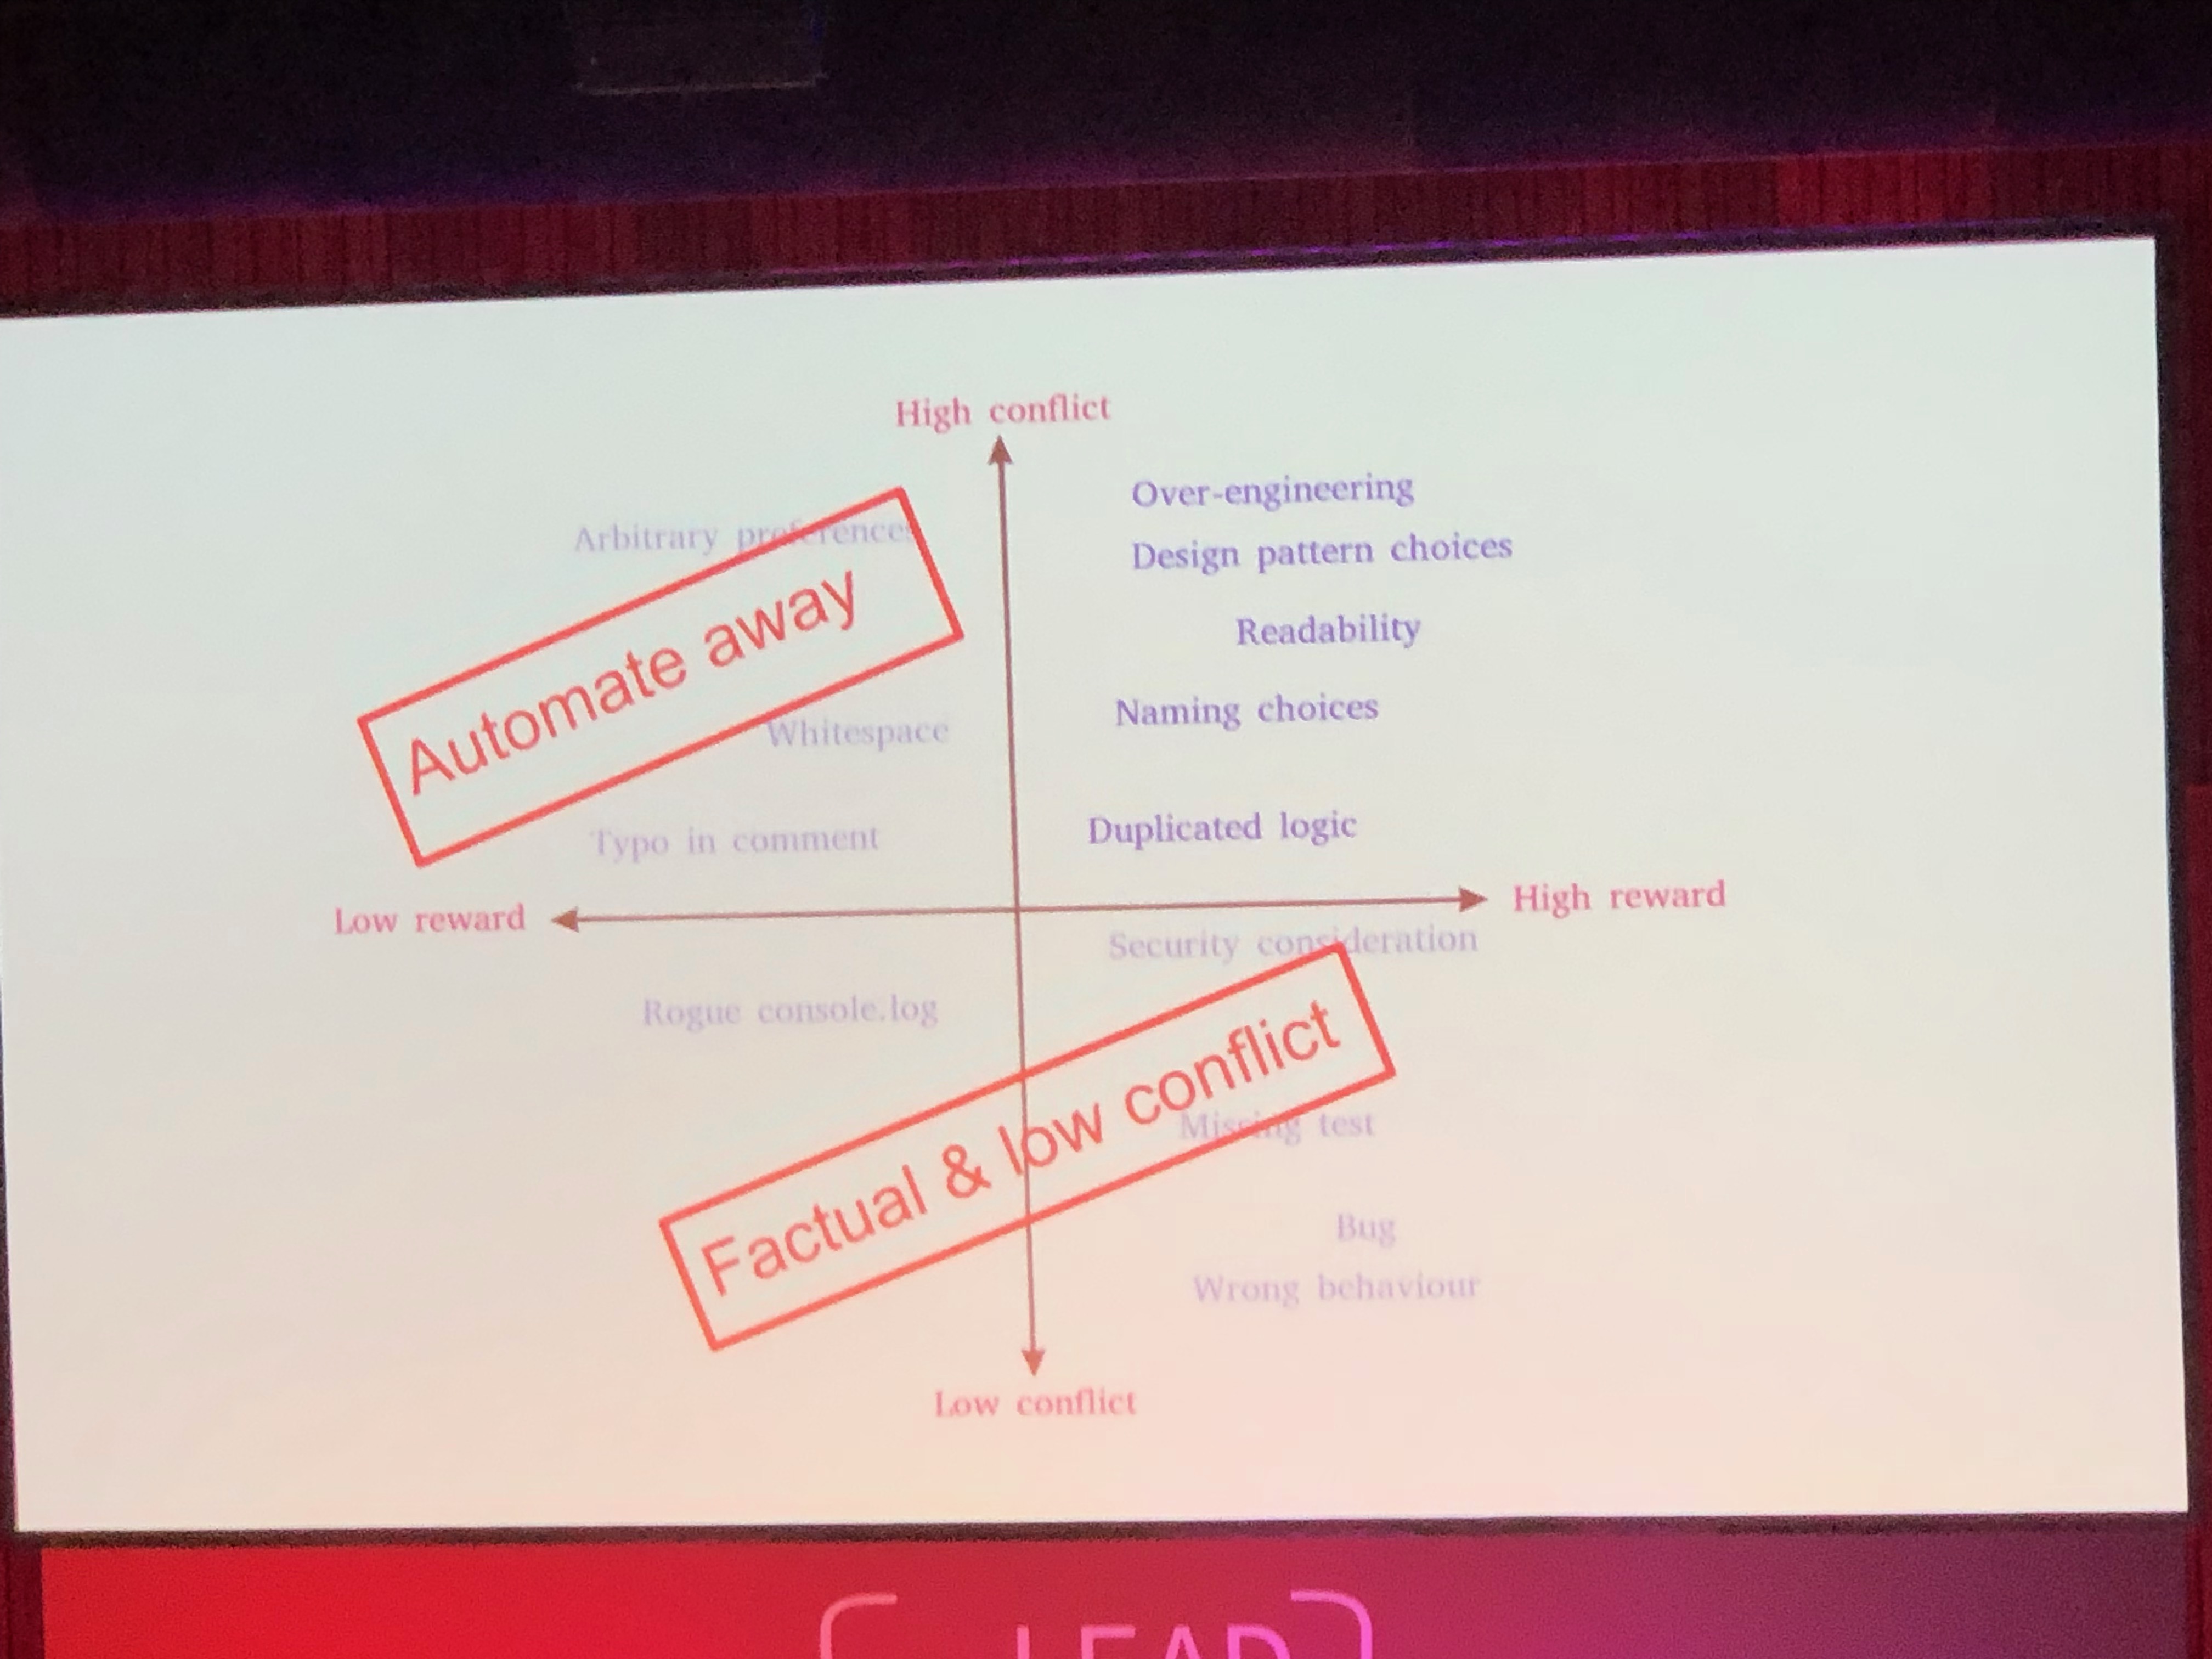 High conflict
Over-engineering
Arbitrary preferences
Design pattern choices
Automate away
Readability
Naming choices
Whitespace
Duplicated logic
Typo in comment
Low reward
High reward
Security consideration
Rogue console.log
Factual & low conflict
Missing test
Bug
Wrong behaviour
Low conflict
LEAD